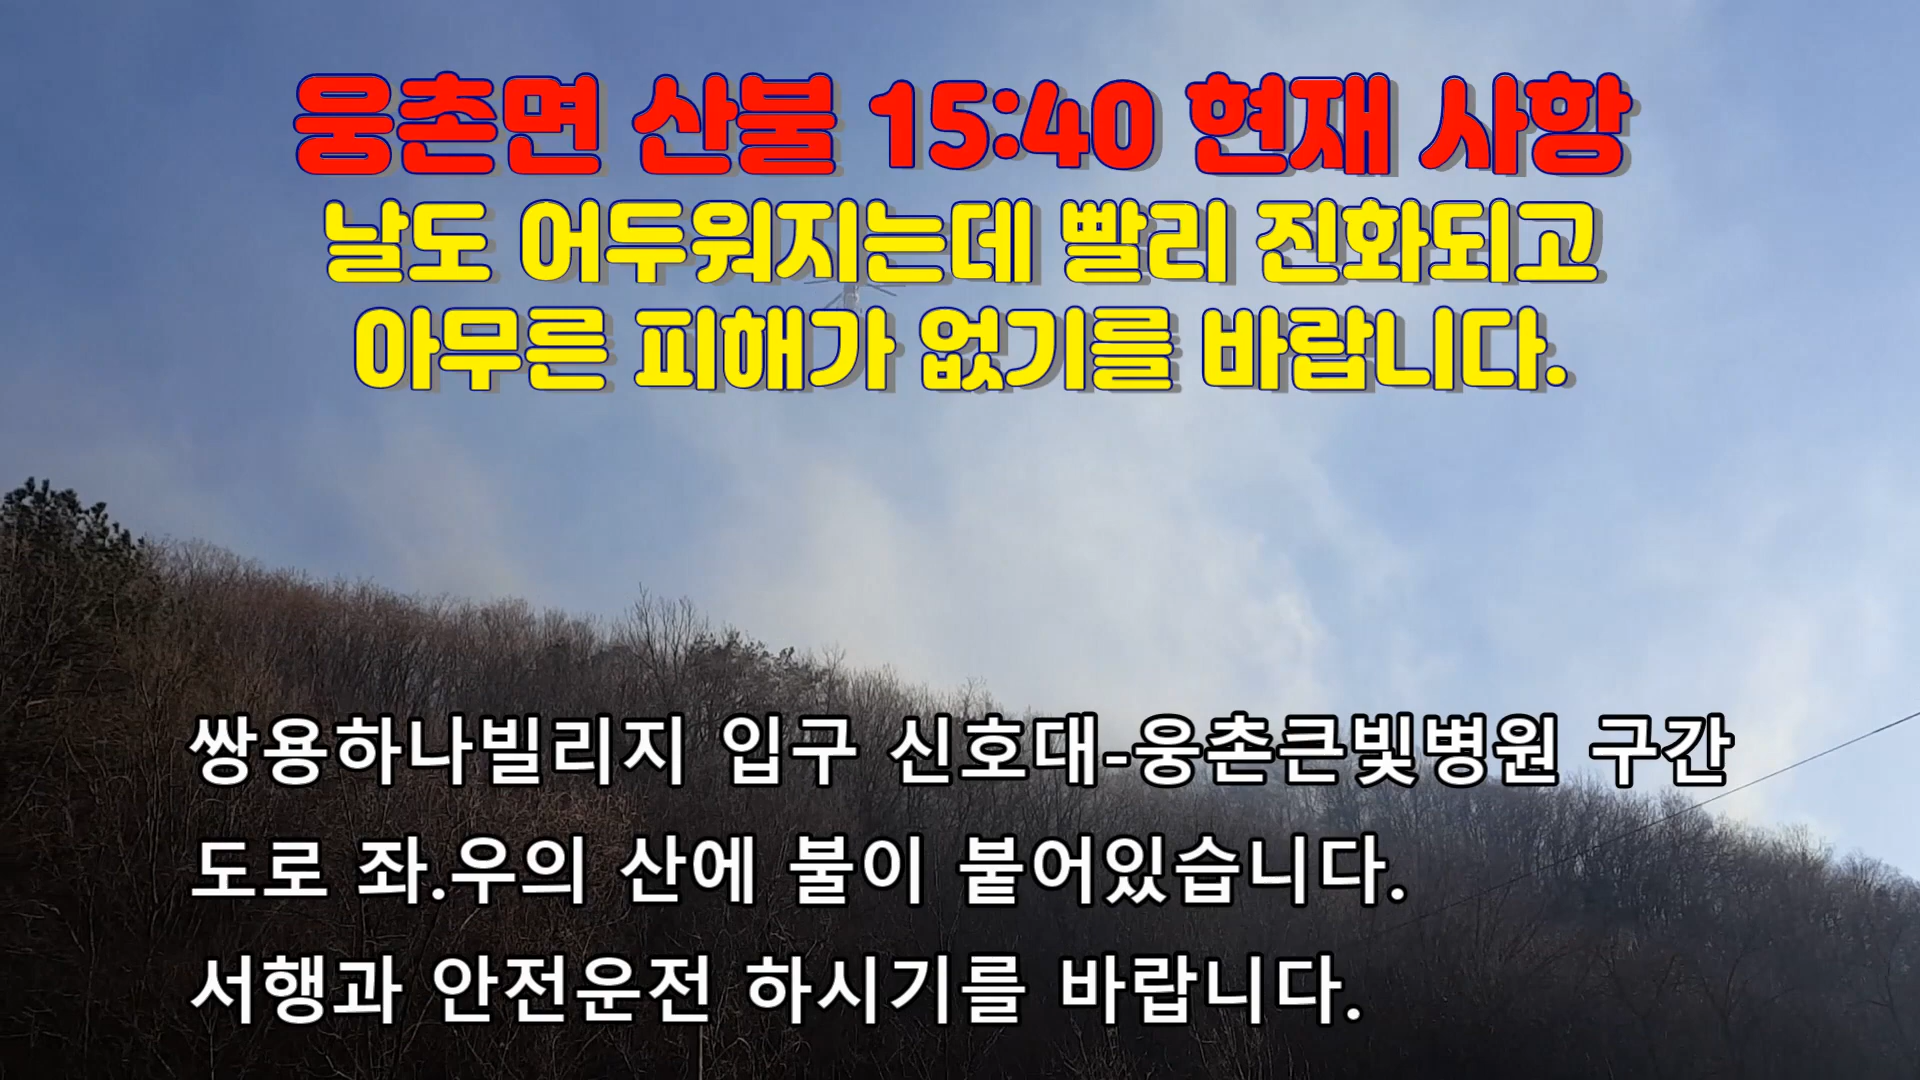 웅촌면 산불 15:40 현재 사항
날도 어두워지는데 빨리 진화되고
아무른 피해가 없기를 바랍니다.
쌍용하나빌리지 입구 신호대-웅촌큰빛병원 구간
도로 좌.우의 산에 불이 붙어있습니다.
서행과 안전운전 하시기를 바랍니다.